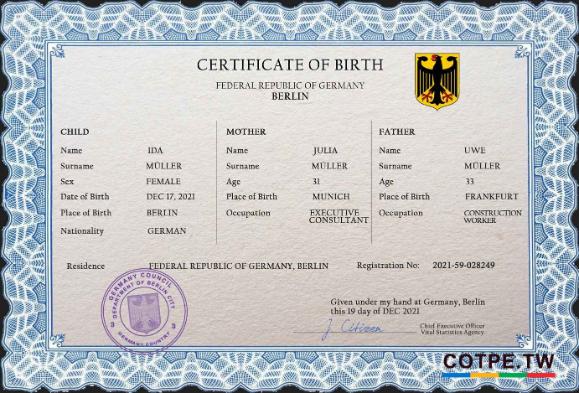 CERTIFICATE OF BIRTH
FEDERAL REPUBLIC OF GERMANY
BERLIN
CHILD
Name IDA
Surname MÜLLER
Sex FEMALE
Date of Birth DEC 17, 2021
Place of Birth BERLIN
Nationality GERMAN
MOTHER
Name JULIA
Surname MÜLLER
Age 31
Place of Birth MUNICH
Occupation EXECUTIVE
CONSULTANT
FATHER
Name UWE
Surname MÜLLER
Age 33
Place of Birth FRANKFURT
Occupation CONSTRUCTION
WORKER
Residence FEDERAL REPUBLIC OF GERMANY, BERLIN Registration No: 2021-59-028249
GERMANY COUNCIL
DEPARTMENT OF BERLIN CITY
3 3
GERMANY COUNTRY
Given under my hand at Germany, Berlin
this 19 day of DEC 2021
J. Citizen
Chief Executive Officer
Vital Statistics Agency.
COTPE.TW